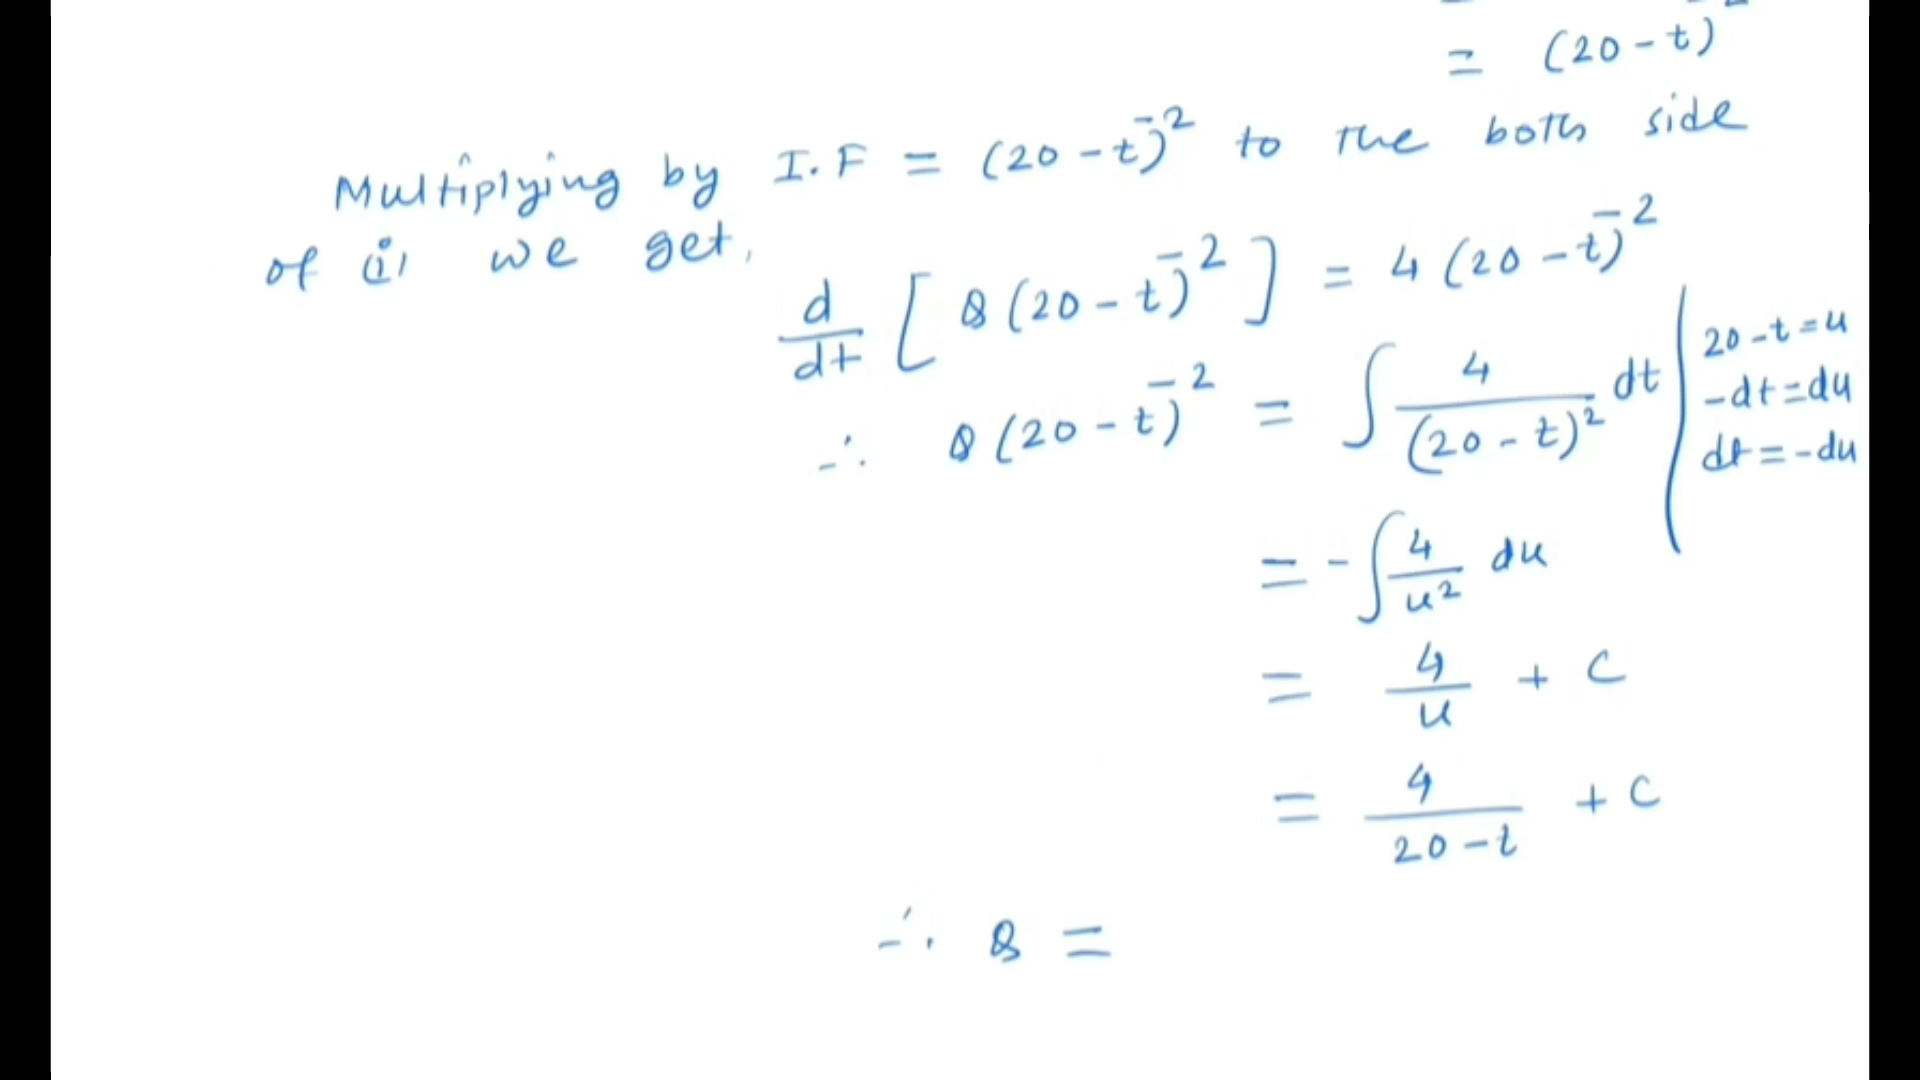 = (20-t)
Multiplying by I.F = (20-t)^-2 to the both side
of (i) we get,
d/dt [ Q(20-t)^-2 ] = 4(20-t)^-2
∴ Q(20-t)^-2 = ∫ 4/(20-t)^2 dt
20-t=u
-dt=du
dt=-du
= -∫ 4/u^2 du
= 4/u + C
= 4/(20-t) + C
∴ Q =